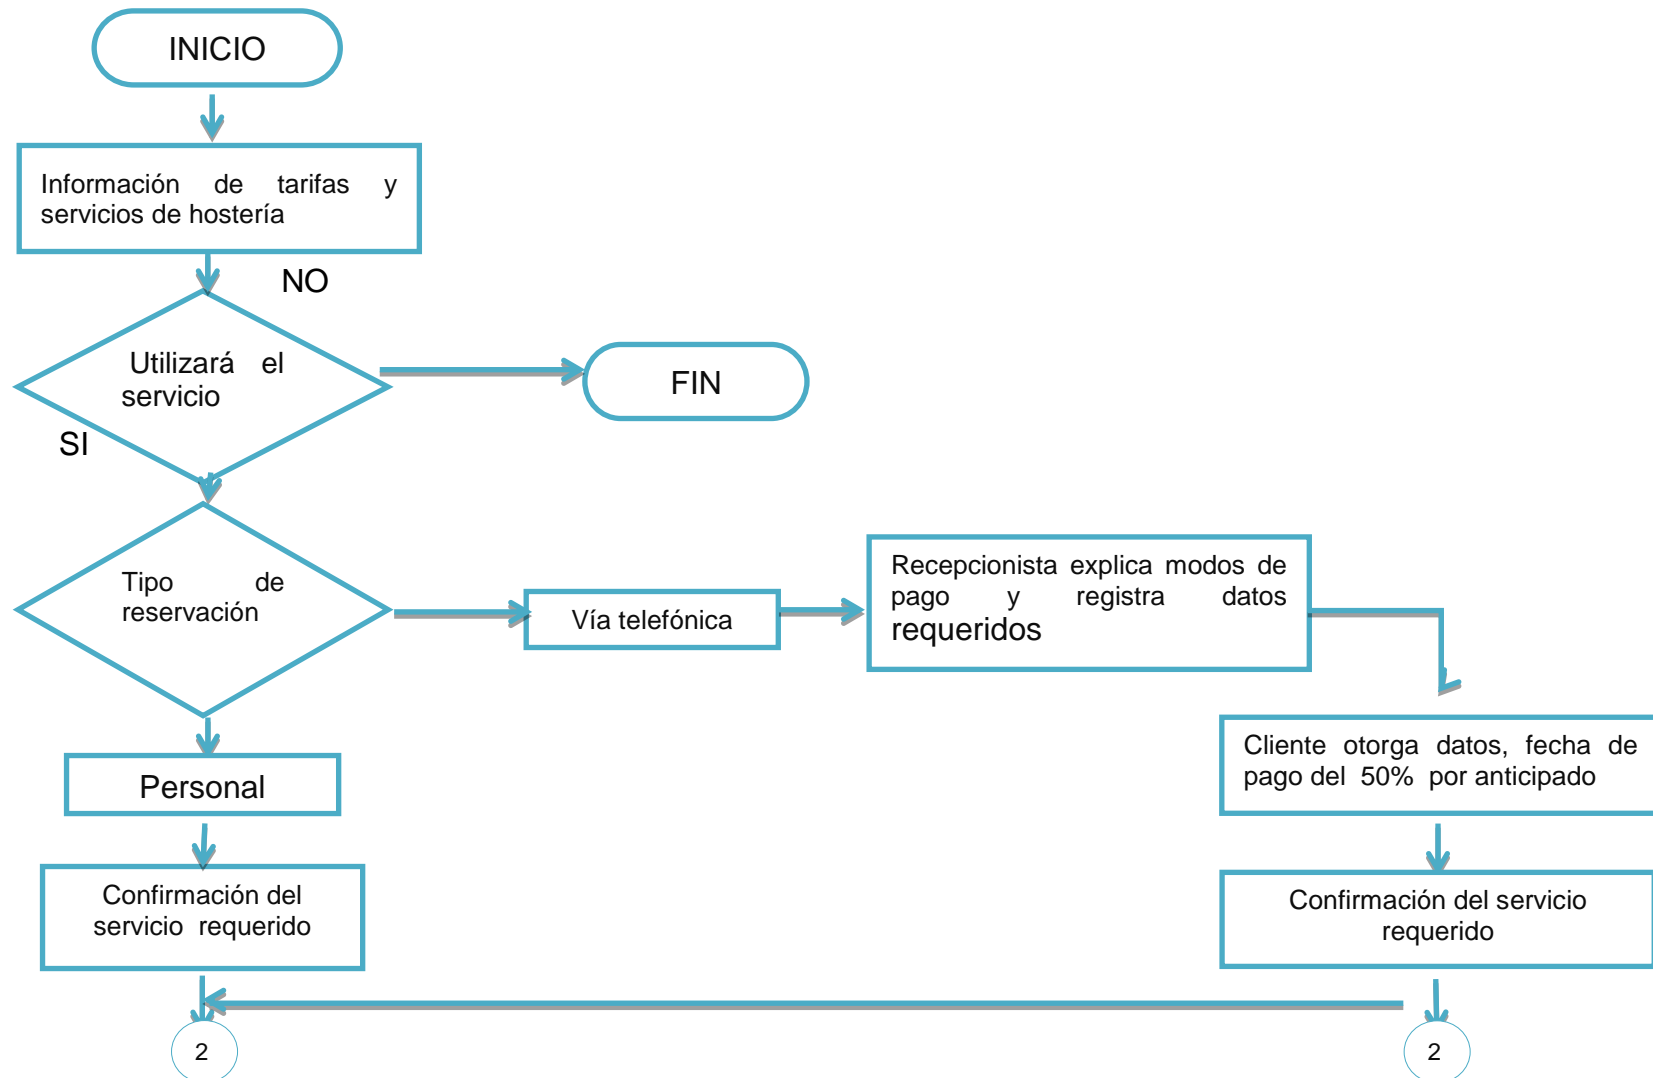 INICIO
Información de tarifas y
servicios de hostería
NO
Utilizará el
servicio
FIN
SI
Tipo de
reservación
Vía telefónica
Recepcionista explica modos de
pago y registra datos
requeridos
Cliente otorga datos, fecha de
pago del 50% por anticipado
Personal
Confirmación del
servicio requerido
Confirmación del servicio
requerido
2
2